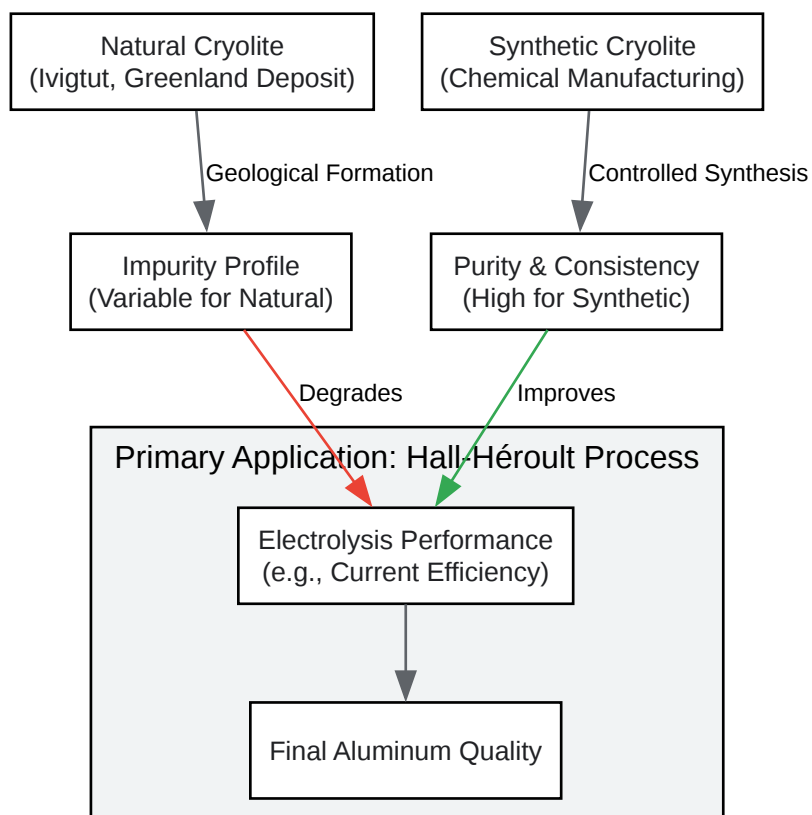 Natural Cryolite
(Ivigtut, Greenland Deposit)
Synthetic Cryolite
(Chemical Manufacturing)
Geological Formation
Controlled Synthesis
Impurity Profile
(Variable for Natural)
Purity & Consistency
(High for Synthetic)
Degrades
Improves
Primary Application: Hall-Héroult Process
Electrolysis Performance
(e.g., Current Efficiency)
Final Aluminum Quality